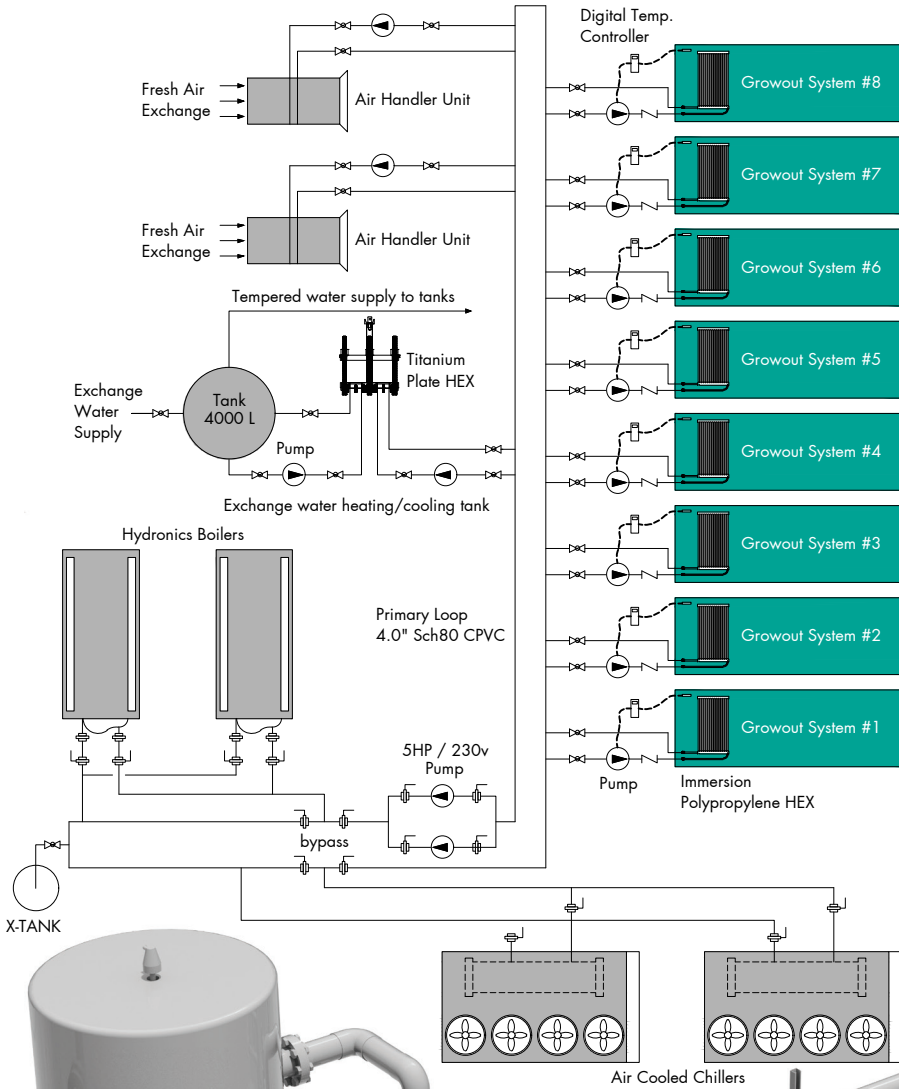 Digital Temp.
Controller
Fresh Air
Exchange
Air Handler Unit
Growout System #8
Growout System #7
Fresh Air
Exchange
Air Handler Unit
Growout System #6
Tempered water supply to tanks
Titanium
Plate HEX
Growout System #5
Exchange
Water
Supply
Tank
4000 L
Pump
Growout System #4
Exchange water heating/cooling tank
Hydronics Boilers
Growout System #3
Primary Loop
4.0" Sch80 CPVC
Growout System #2
Growout System #1
5HP / 230v
Pump
Pump
Immersion
Polypropylene HEX
bypass
X-TANK
Air Cooled Chillers